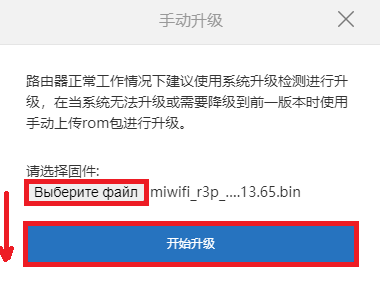 手动升级
路由器正常工作情况下建议使用系统升级检测进行升
级，在当系统无法升级或需要降级到前一版本时使用
手动上传rom包进行升级。
请选择固件:
Выберите файл miwifi_r3p_....13.65.bin
开始升级